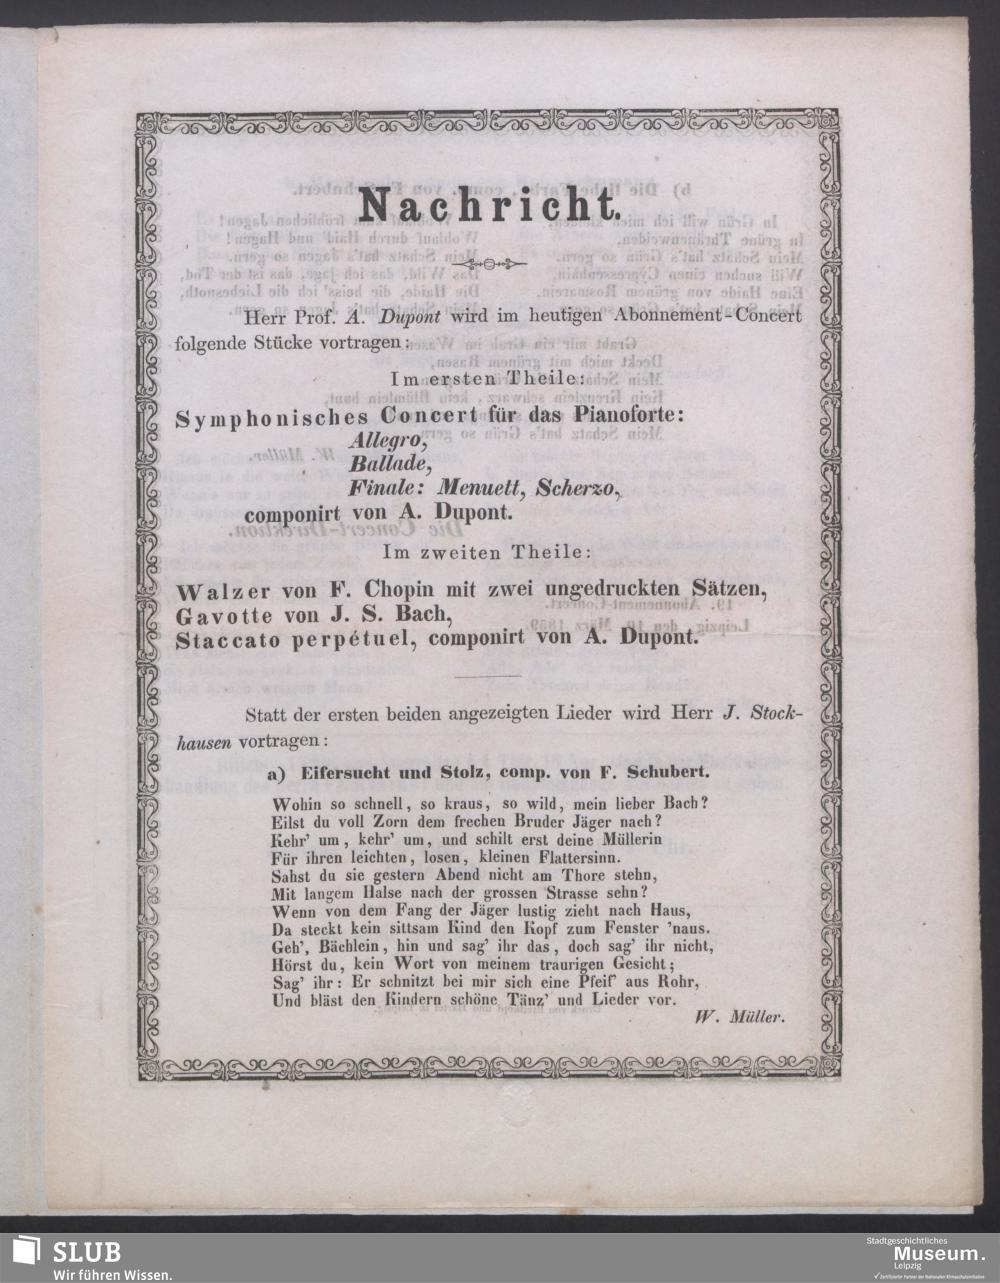 Nachricht.
Herr Prof. A. Dupont wird im heutigen Abonnement-Concert
folgende Stücke vortragen:
Im ersten Theile:
Symphonisches Concert für das Pianoforte:
Allegro,
Ballade,
Finale: Menuett, Scherzo,
componirt von A. Dupont.
Im zweiten Theile:
Walzer von F. Chopin mit zwei ungedruckten Sätzen,
Gavotte von J. S. Bach,
Staccato perpétuel, componirt von A. Dupont.
Statt der ersten beiden angezeigten Lieder wird Herr J. Stock-
hausen vortragen:
a) Eifersucht und Stolz, comp. von F. Schubert.
Wohin so schnell, so kraus, so wild, mein lieber Bach?
Eilst du voll Zorn dem frechen Bruder Jäger nach?
Kehr' um, kehr' um, und schilt erst deine Müllerin
Für ihren leichten, losen, kleinen Flattersinn.
Sahst du sie gestern Abend nicht am Thore stehn,
Mit langem Halse nach der grossen Strasse sehn?
Wenn von dem Fang der Jäger lustig zieht nach Haus,
Da steckt kein sittsam Kind den Kopf zum Fenster 'naus.
Geh', Bächlein, hin und sag' ihr das, doch sag' ihr nicht,
Hörst du, kein Wort von meinem traurigen Gesicht;
Sag' ihr: Er schnitzt bei mir sich eine Pfeif' aus Rohr,
Und bläst den Kindern schöne Tänz' und Lieder vor.
W. Müller.
SLUB
Wir führen Wissen.
Stadtgeschichtliches
Museum.
Leipzig
Zertifizierter Partner der Nationalen Klimaschutzinitiative